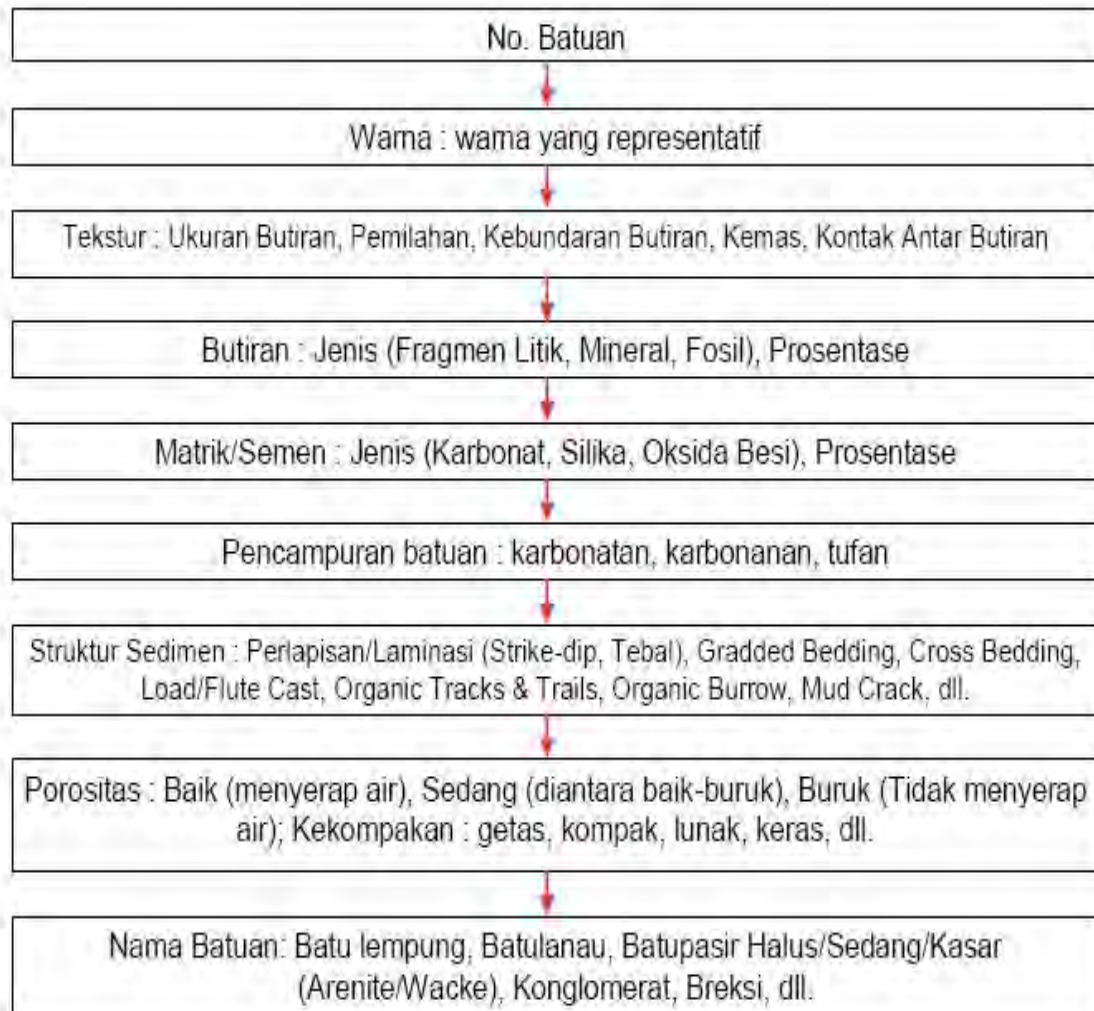 No. Batuan
Warna : warna yang representatif
Tekstur : Ukuran Butiran, Pemilahan, Kebundaran Butiran, Kemas, Kontak Antar Butiran
Butiran : Jenis (Fragmen Litik, Mineral, Fosil), Prosentase
Matrik/Semen : Jenis (Karbonat, Silika, Oksida Besi), Prosentase
Pencampuran batuan : karbonatan, karbonanan, tufan
Struktur Sedimen : Perlapisan/Laminasi (Strike-dip, Tebal), Gradded Bedding, Cross Bedding,
Load/Flute Cast, Organic Tracks & Trails, Organic Burrow, Mud Crack, dll.
Porositas : Baik (menyerap air), Sedang (diantara baik-buruk), Buruk (Tidak menyerap
air); Kekompakan : getas, kompak, lunak, keras, dll.
Nama Batuan: Batu lempung, Batulanau, Batupasir Halus/Sedang/Kasar
(Arenite/Wacke), Konglomerat, Breksi, dll.